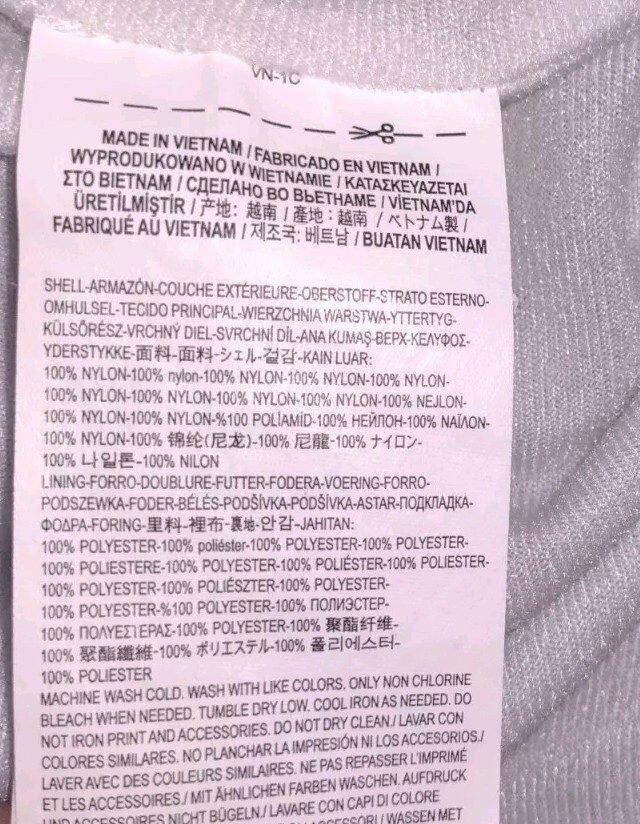 VN-1C
MADE IN VIETNAM / FABRICADO EN VIETNAM /
WYPRODUKOWANO W WIETNAMIE / ΚΑΤΑΣΚΕΥΑΖΕΤΑΙ
ΣΤΟ ΒΙΕΤΝΑΜ / СДЕЛАНО ВО ВЬЕТНАМЕ / VİETNAM'DA
ÜRETİLMİŞTİR / 产地: 越南 / 產地: 越南 / ベトナム製 /
FABRIQUÉ AU VIETNAM / 제조국: 베트남 / BUATAN VIETNAM
SHELL-ARMAZÓN-COUCHE EXTÉRIEURE-OBERSTOFF-STRATO ESTERNO-
OMHULSEL-TECIDO PRINCIPAL-WIERZCHNIA WARSTWA-YTTERTYG-
KÜLSŐRÉSZ-VRCHNÝ DIEL-SVRCHNÍ DÍL-ANA KUMAŞ-ВЕРХ-ΚΕΛΥΦΟΣ-
YDERSTYKKE-面料-面料-シェル-겉감-KAIN LUAR:
100% NYLON-100% nylon-100% NYLON-100% NYLON-100% NYLON-
100% NYLON-100% NYLON-100% NYLON-100% NYLON-100% NEJLON-
100% NYLON-100% NYLON-%100 POLİAMİD-100% НЕЙЛОН-100% ΝΑΪΛΟΝ-
100% NYLON-100% 锦纶(尼龙)-100% 尼龍-100% ナイロン-
100% 나일론-100% NILON
LINING-FORRO-DOUBLURE-FUTTER-FODERA-VOERING-FORRO-
PODSZEWKA-FODER-BÉLÉS-PODŠÍVKA-PODŠÍVKA-ASTAR-ПОДКЛАДКА-
ΦΟΔΡΑ-FORING-里料-裡布-裏地-안감-JAHITAN:
100% POLYESTER-100% poliéster-100% POLYESTER-100% POLYESTER-
100% POLIESTERE-100% POLYESTER-100% POLIÉSTER-100% POLIESTER-
100% POLYESTER-100% POLIÉSZTER-100% POLYESTER-
100% POLYESTER-%100 POLYESTER-100% ПОЛИЭСТЕР-
100% ΠΟΛΥΕΣΤΕΡΑΣ-100% POLYESTER-100% 聚酯纤维-
100% 聚酯纖維-100% ポリエステル-100% 폴리에스터-
100% POLIESTER
MACHINE WASH COLD. WASH WITH LIKE COLORS. ONLY NON CHLORINE
BLEACH WHEN NEEDED. TUMBLE DRY LOW. COOL IRON AS NEEDED. DO
NOT IRON PRINT AND ACCESSORIES. DO NOT DRY CLEAN./ LAVAR CON
COLORES SIMILARES. NO PLANCHAR LA IMPRESIÓN NI LOS ACCESORIOS./
LAVER AVEC DES COULEURS SIMILAIRES. NE PAS REPASSER L'IMPRIMÉ
ET LES ACCESSOIRES./ MIT ÄHNLICHEN FARBEN WASCHEN. AUFDRUCK
UND ACCESSOIRES NICHT BÜGELN./ LAVARE CON CAPI DI COLORE
ACCESSORI./ WASSEN MET